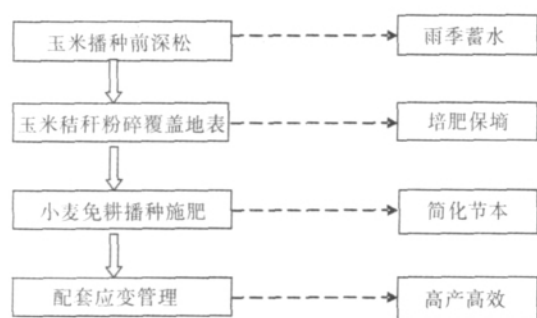 玉米播种前深松
雨季蓄水
玉米秸秆粉碎覆盖地表
培肥保墒
小麦免耕播种施肥
简化节本
配套应变管理
高产高效